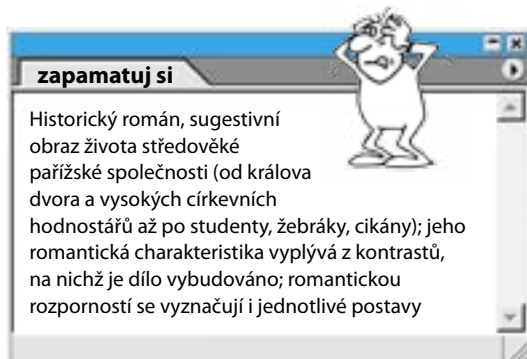 zapamatuj si
Historický román, sugestivní
obraz života středověké
pařížské společnosti (od králova
dvora a vysokých církevních
hodnostářů až po studenty, žebráky, cikány); jeho
romantická charakteristika vyplývá z kontrastů,
na nichž je dílo vybudováno; romantickou
rozporností se vyznačují i jednotlivé postavy